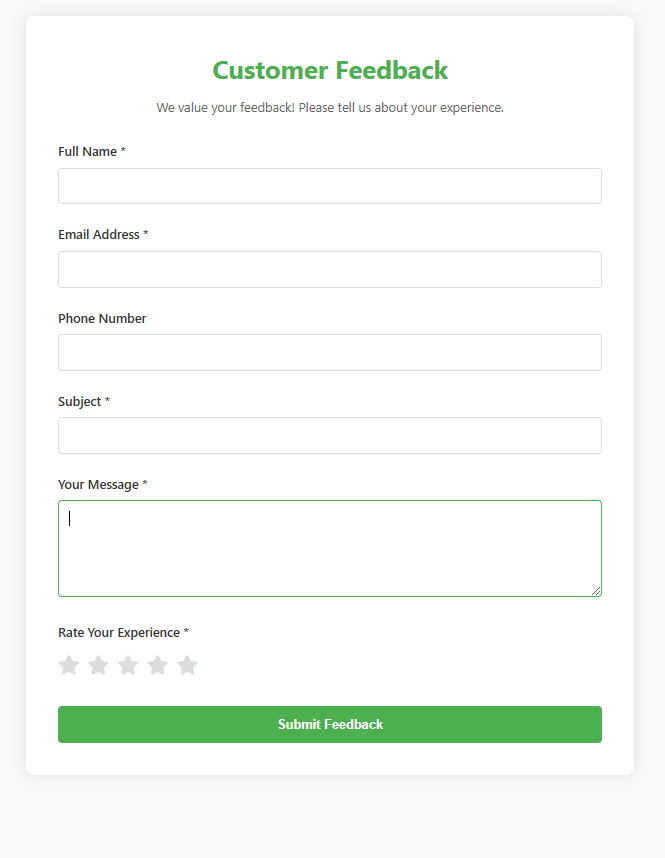 Customer Feedback
We value your feedback! Please tell us about your experience.
Full Name *
Email Address *
Phone Number
Subject *
Your Message *
Rate Your Experience *
Submit Feedback